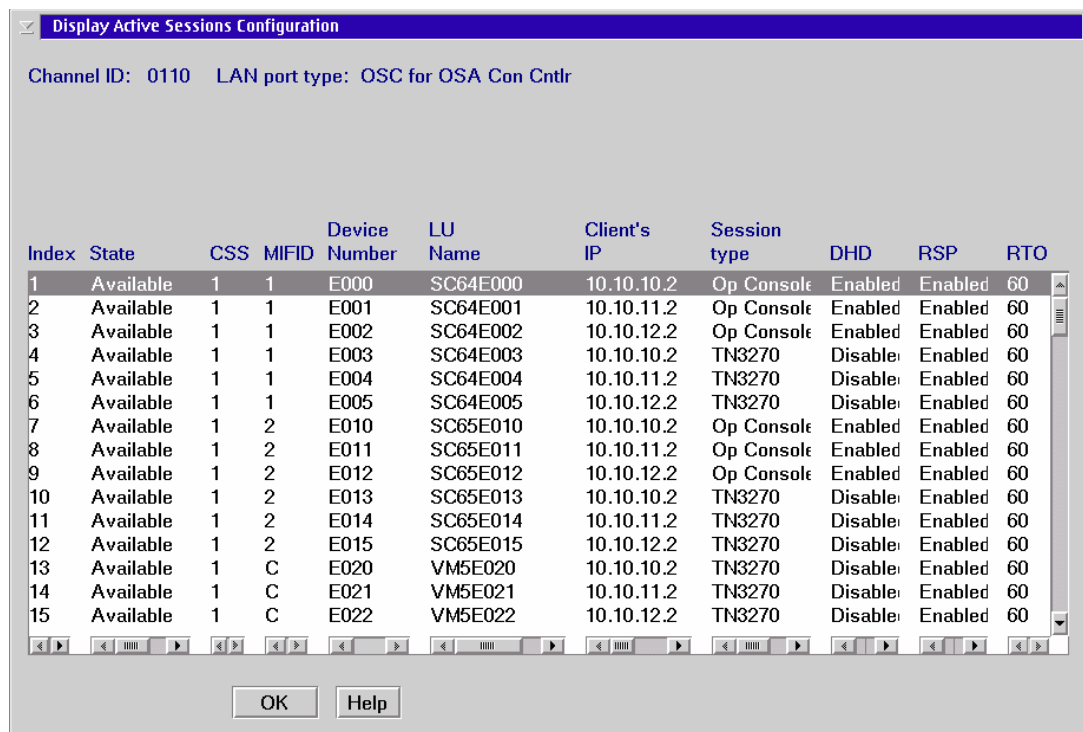 Display Active Sessions Configuration
Channel ID: 0110 LAN port type: OSC for OSA Con Cntlr
Device LU Client's Session
Index State CSS MIFID Number Name IP type DHD RSP RTO
1 Available 1 1 E000 SC64E000 10.10.10.2 Op Console Enabled Enabled 60
2 Available 1 1 E001 SC64E001 10.10.11.2 Op Console Enabled Enabled 60
3 Available 1 1 E002 SC64E002 10.10.12.2 Op Console Enabled Enabled 60
4 Available 1 1 E003 SC64E003 10.10.10.2 TN3270 Disable Enabled 60
5 Available 1 1 E004 SC64E004 10.10.11.2 TN3270 Disable Enabled 60
6 Available 1 1 E005 SC64E005 10.10.12.2 TN3270 Disable Enabled 60
7 Available 1 2 E010 SC65E010 10.10.10.2 Op Console Enabled Enabled 60
8 Available 1 2 E011 SC65E011 10.10.11.2 Op Console Enabled Enabled 60
9 Available 1 2 E012 SC65E012 10.10.12.2 Op Console Enabled Enabled 60
10 Available 1 2 E013 SC65E013 10.10.10.2 TN3270 Disable Enabled 60
11 Available 1 2 E014 SC65E014 10.10.11.2 TN3270 Disable Enabled 60
12 Available 1 2 E015 SC65E015 10.10.12.2 TN3270 Disable Enabled 60
13 Available 1 C E020 VM5E020 10.10.10.2 TN3270 Disable Enabled 60
14 Available 1 C E021 VM5E021 10.10.11.2 TN3270 Disable Enabled 60
15 Available 1 C E022 VM5E022 10.10.12.2 TN3270 Disable Enabled 60
OK Help